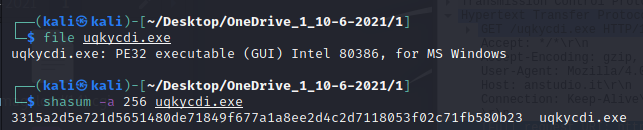 (kali㉿kali)-[~/Desktop/OneDrive_1_10-6-2021/1]
$ file uqkycdi.exe
uqkycdi.exe: PE32 executable (GUI) Intel 80386, for MS Windows
(kali㉿kali)-[~/Desktop/OneDrive_1_10-6-2021/1]
$ shasum -a 256 uqkycdi.exe
3315a2d5e721d5651480de71849f677a1a8ee2d4c2d7118053f02c71fb580b23  uqkycdi.exe